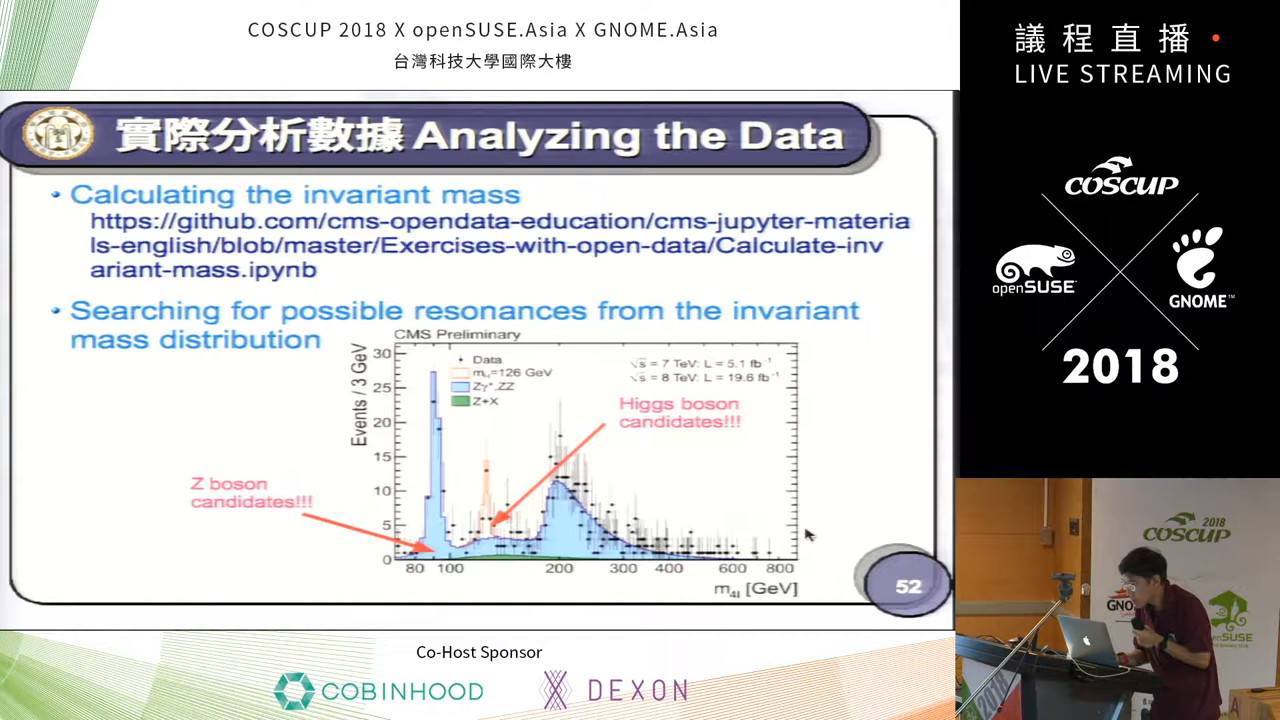 COSCUP 2018 X openSUSE.Asia X GNOME.Asia
台灣科技大學國際大樓
議程直播
LIVE STREAMING
COSCUP
openSUSE
GNOME™
2018
實際分析數據 Analyzing the Data
• Calculating the invariant mass
https://github.com/cms-opendata-education/cms-jupyter-materia
ls-english/blob/master/Exercises-with-open-data/Calculate-inv
ariant-mass.ipynb
• Searching for possible resonances from the invariant
mass distribution
CMS Preliminary
Events / 3 GeV
30
25
20
15
10
5
0
Data
m4l=126 GeV
Zγ*, ZZ
Z+X
√s = 7 TeV: L = 5.1 fb⁻¹
√s = 8 TeV: L = 19.6 fb⁻¹
Higgs boson
candidates!!!
Z boson
candidates!!!
80 100 200 300 400 600 800
m4l [GeV]
52
2018
COSCUP
GNO
openSUSE
Co-Host Sponsor
COBINHOOD
DEXON